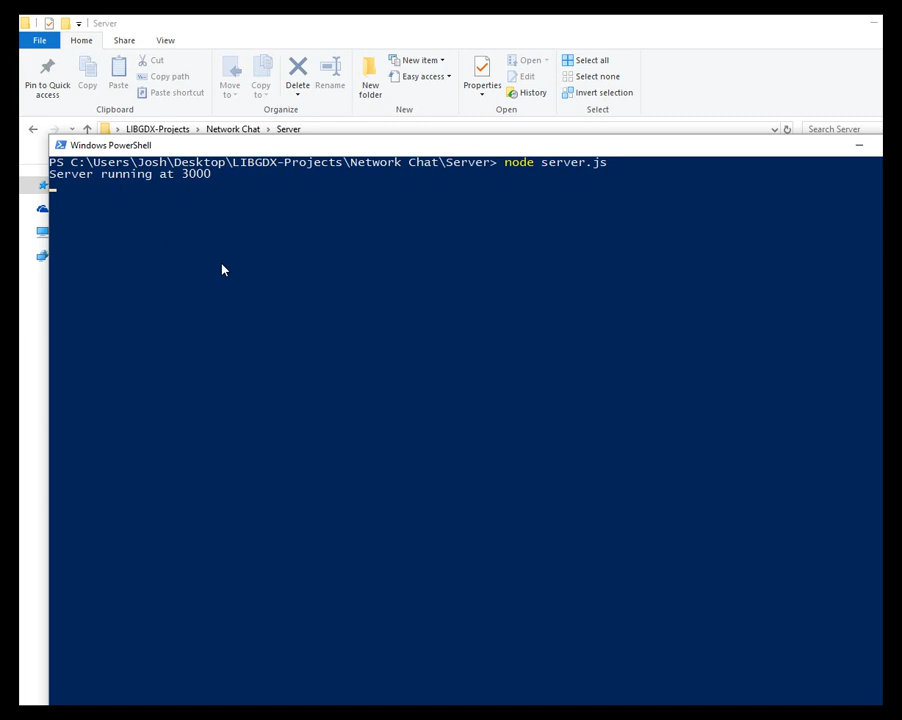 Server
File Home Share View
Cut
Copy path
Paste shortcut
Pin to Quick access
Copy
Paste
Move to
Copy to
Delete
Rename
New folder
New item
Easy access
Properties
Open
Edit
History
Select all
Select none
Invert selection
Clipboard Organize New Open Select
LIBGDX-Projects > Network Chat > Server
Search Server
Windows PowerShell
PS C:\Users\Josh\Desktop\LIBGDX-Projects\Network Chat\Server> node server.js
Server running at 3000